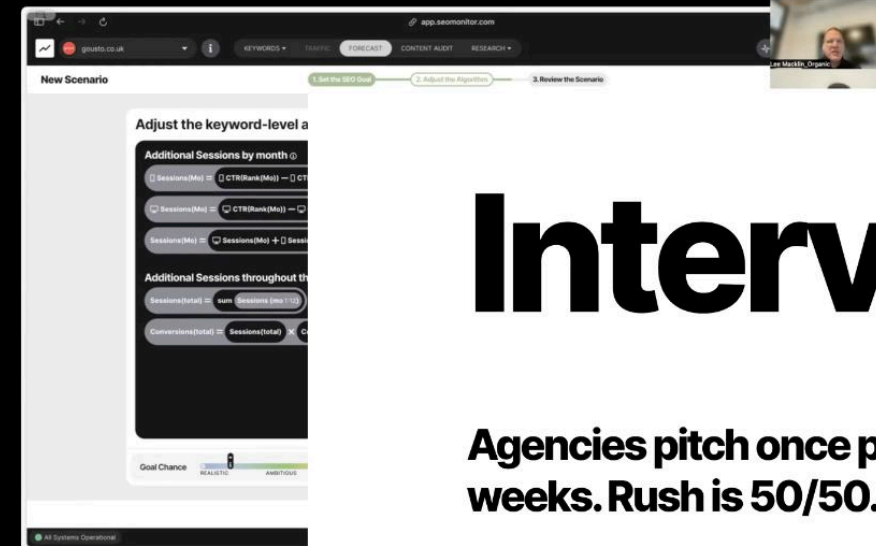 app.seomonitor.com
gousto.co.uk
KEYWORDS
TRAFFIC
FORECAST
CONTENT AUDIT
RESEARCH
Lee Macklin_Organic
New Scenario
1. Set the SEO Goal
2. Adjust the Algorithm
3. Review the Scenario
Adjust the keyword-level a
Additional Sessions by month
Sessions(Mo) = CTR(Rank(Mo)) — CT
Sessions(Mo) = CTR(Rank(Mo)) —
Sessions(Mo) = Sessions(Mo) + Sessi
Additional Sessions throughout th
Sessions(total) = sum Sessions (mo 1:12)
Conversions(total) = Sessions(total) × C
Goal Chance
REALISTIC
AMBITIOUS
All Systems Operational
Interv
Agencies pitch once p
weeks. Rush is 50/50.